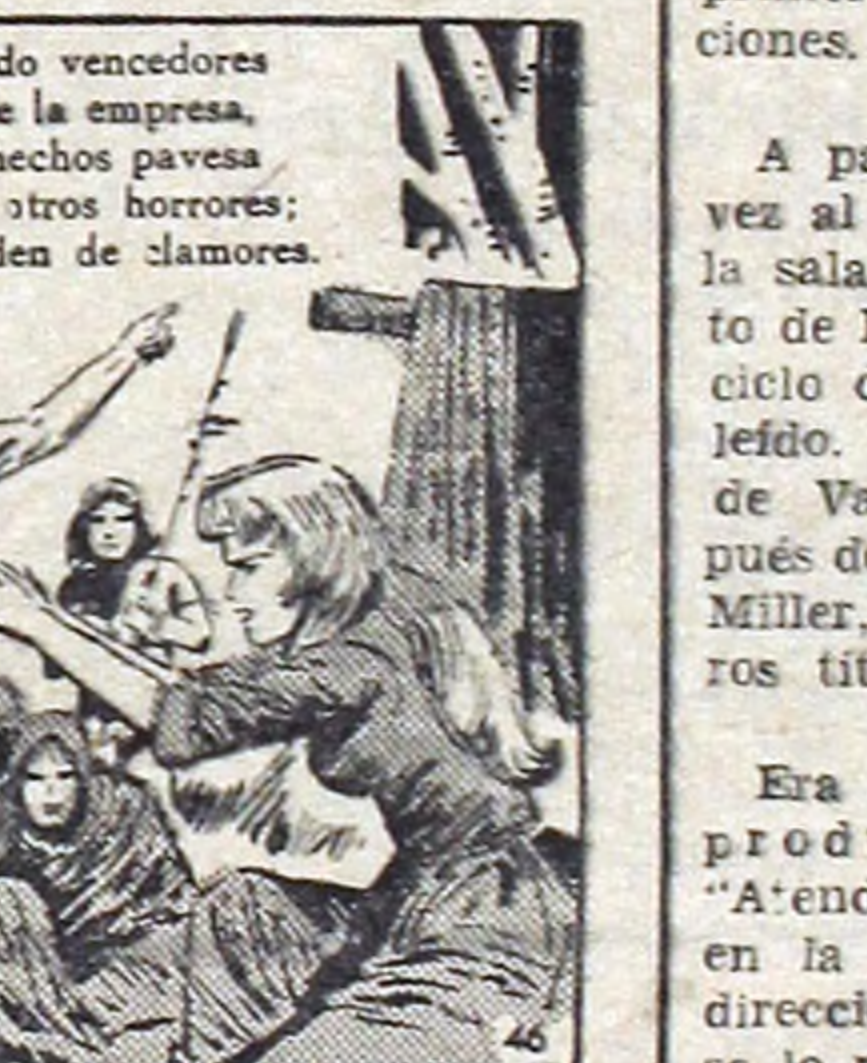 do vencedores
e la empresa,
hechos pavesa
otros horrores;
den de clamores.
46
ciones.
A pa
vez al
la sala
to de
ciclo
leído.
de Va
pués de
Miller
ros tít
Era
prod
"Atenc
en la
direcci